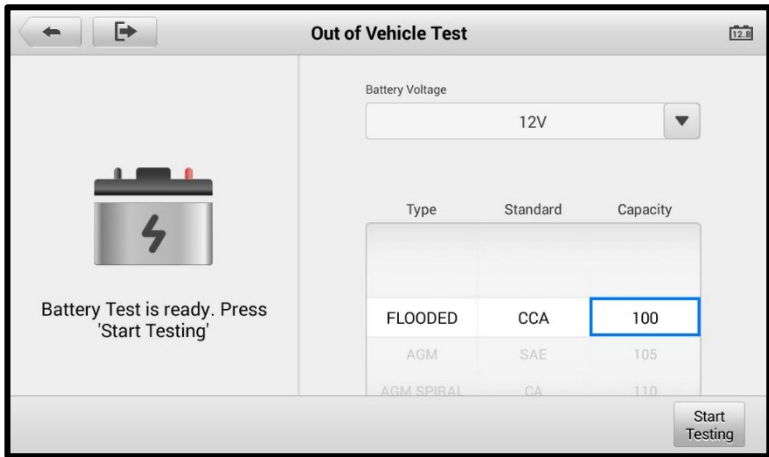 Out of Vehicle Test
12.8
Battery Voltage
12V
Type Standard Capacity
FLOODED CCA 100
AGM SAE 105
AGM SPIRAL CA 110
Battery Test is ready. Press
'Start Testing'
Start
Testing